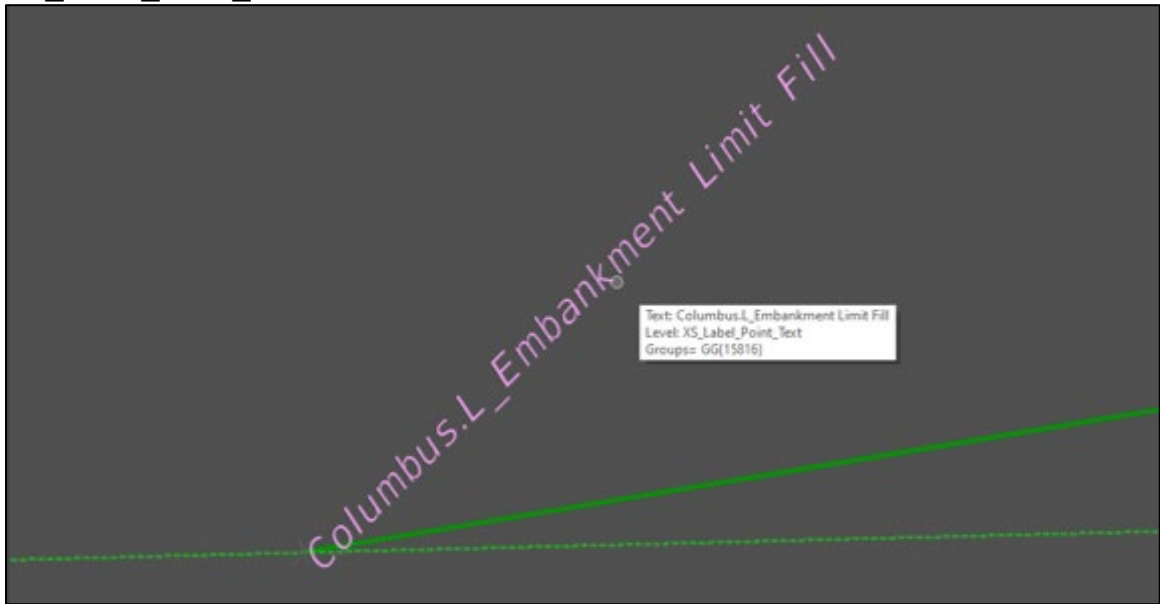 Columbus.L_Embankment Limit Fill
Text: Columbus.L_Embankment Limit Fill
Level: XS_Label_Point_Text
Groups= GG(15816)